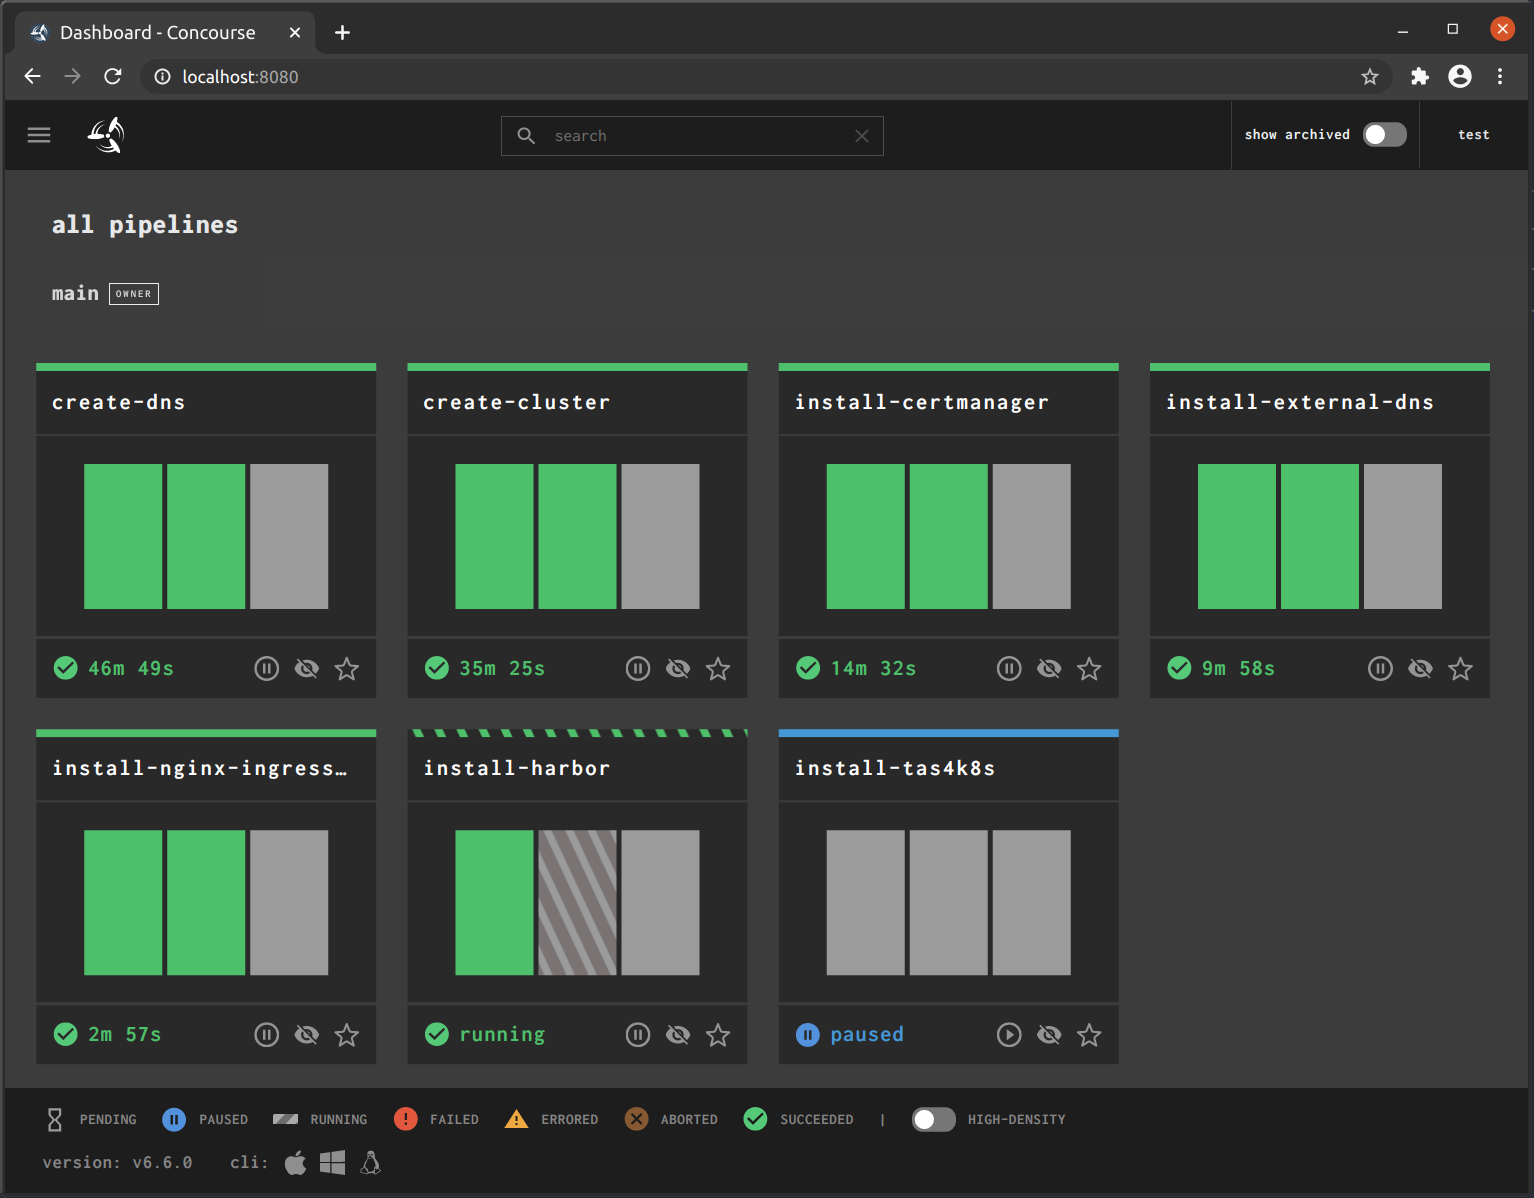 Dashboard - Concourse
localhost:8080
search
show archived
test
all pipelines
main OWNER
create-dns
create-cluster
install-certmanager
install-external-dns
46m 49s
35m 25s
14m 32s
9m 58s
install-nginx-ingress…
install-harbor
install-tas4k8s
2m 57s
running
paused
PENDING PAUSED RUNNING FAILED ERRORED ABORTED SUCCEEDED | HIGH-DENSITY
version: v6.6.0 cli: